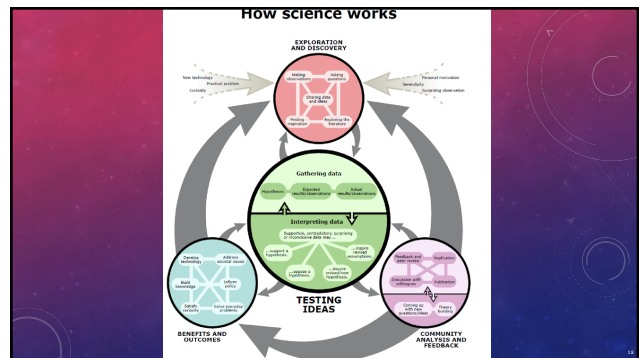 How science works
EXPLORATION
AND DISCOVERY
New technology
Practical problem
Curiosity
Personal motivation
Serendipity
Surprising observation
Making
observations
Asking
questions
Sharing data
and ideas
Finding
inspiration
Exploring the
literature
Gathering data
Hypotheses
Expected
results/observations
Actual
results/observations
Interpreting data
Supportive, contradictory, surprising
or inconclusive data may...
...support a
hypothesis.
...oppose a
hypothesis.
...inspire
revised/new
hypothesis.
...inspire
revised
assumptions.
TESTING
IDEAS
Develop
technology
Address
societal issues
Build
knowledge
Inform
policy
Satisfy
curiosity
Solve everyday
problems
BENEFITS AND
OUTCOMES
Feedback and
peer review
Replication
Discussion with
colleagues
Publication
Coming up
with new
questions/ideas
Theory
building
COMMUNITY
ANALYSIS AND
FEEDBACK
18